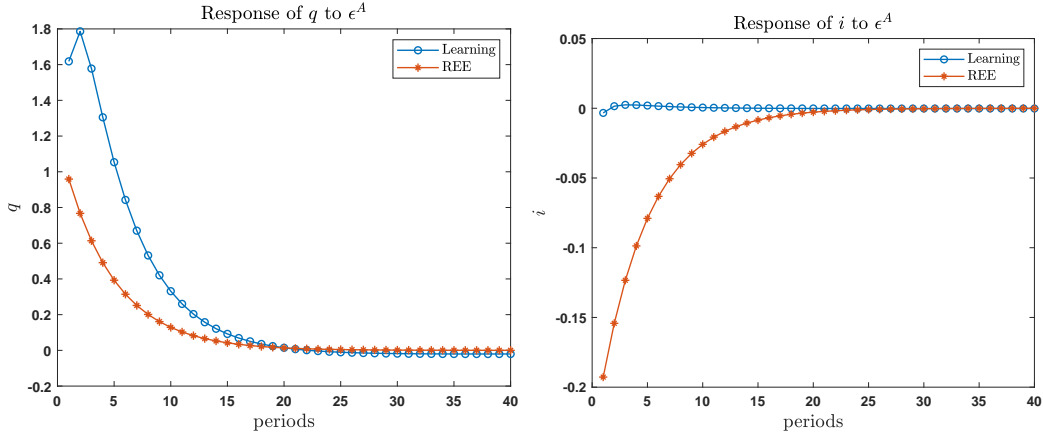 Response of q to ϵ^A
1.8
1.6
1.4
1.2
1
0.8
0.6
0.4
0.2
0
-0.2
q
0 5 10 15 20 25 30 35 40
periods
Learning
REE
Response of i to ϵ^A
0.05
0
-0.05
-0.1
-0.15
-0.2
i
0 5 10 15 20 25 30 35 40
periods
Learning
REE